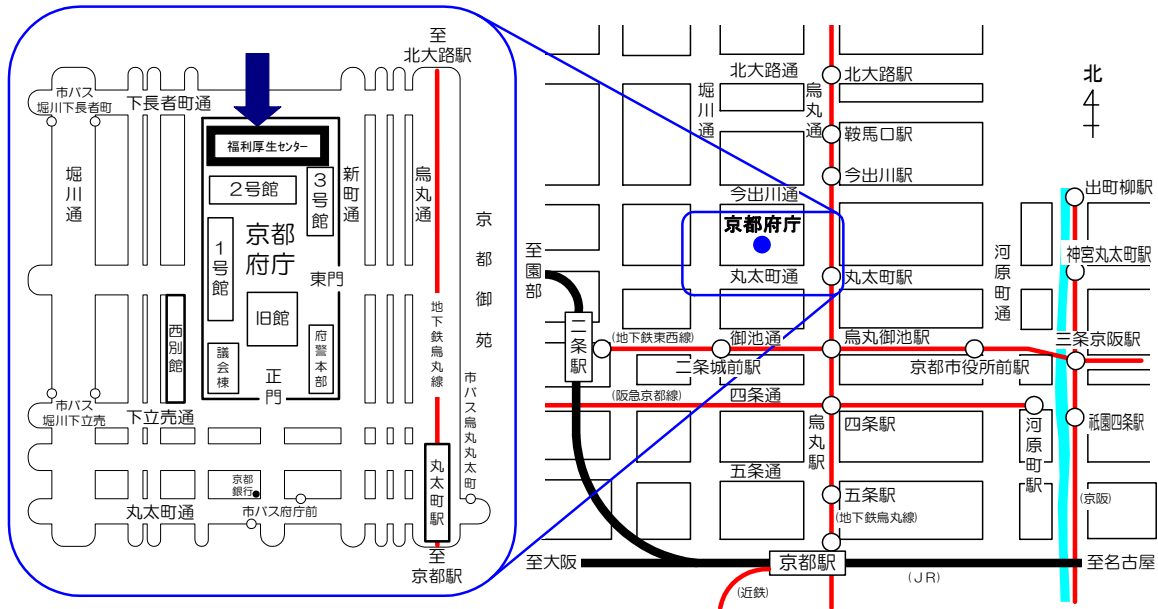 至
北大路駅
市バス
堀川下長者町
下長者町通
福利厚生センター
2号館
3号館
新町通
烏丸通
堀川通
京都御苑
京都
府庁
1号館
東門
旧館
地下鉄烏丸線
西別館
議会棟
正門
府警本部
市バス
堀川下立売
下立売通
市バス烏丸丸太町
丸太町駅
京都
銀行
丸太町通
市バス府庁前
至
京都駅
北大路通
北大路駅
堀川通
烏丸通
北
鞍馬口駅
今出川駅
今出川通
出町柳駅
京都府庁
至園部
河原町通
神宮丸太町駅
丸太町通
丸太町駅
二条駅
(地下鉄東西線)
御池通
烏丸御池駅
三条京阪駅
二条城前駅
京都市役所前駅
(阪急京都線)
四条通
烏丸駅
四条駅
河原町駅
祇園四条駅
五条通
五条駅
(地下鉄烏丸線)
(京阪)
至大阪
京都駅
至名古屋
(JR)
(近鉄)